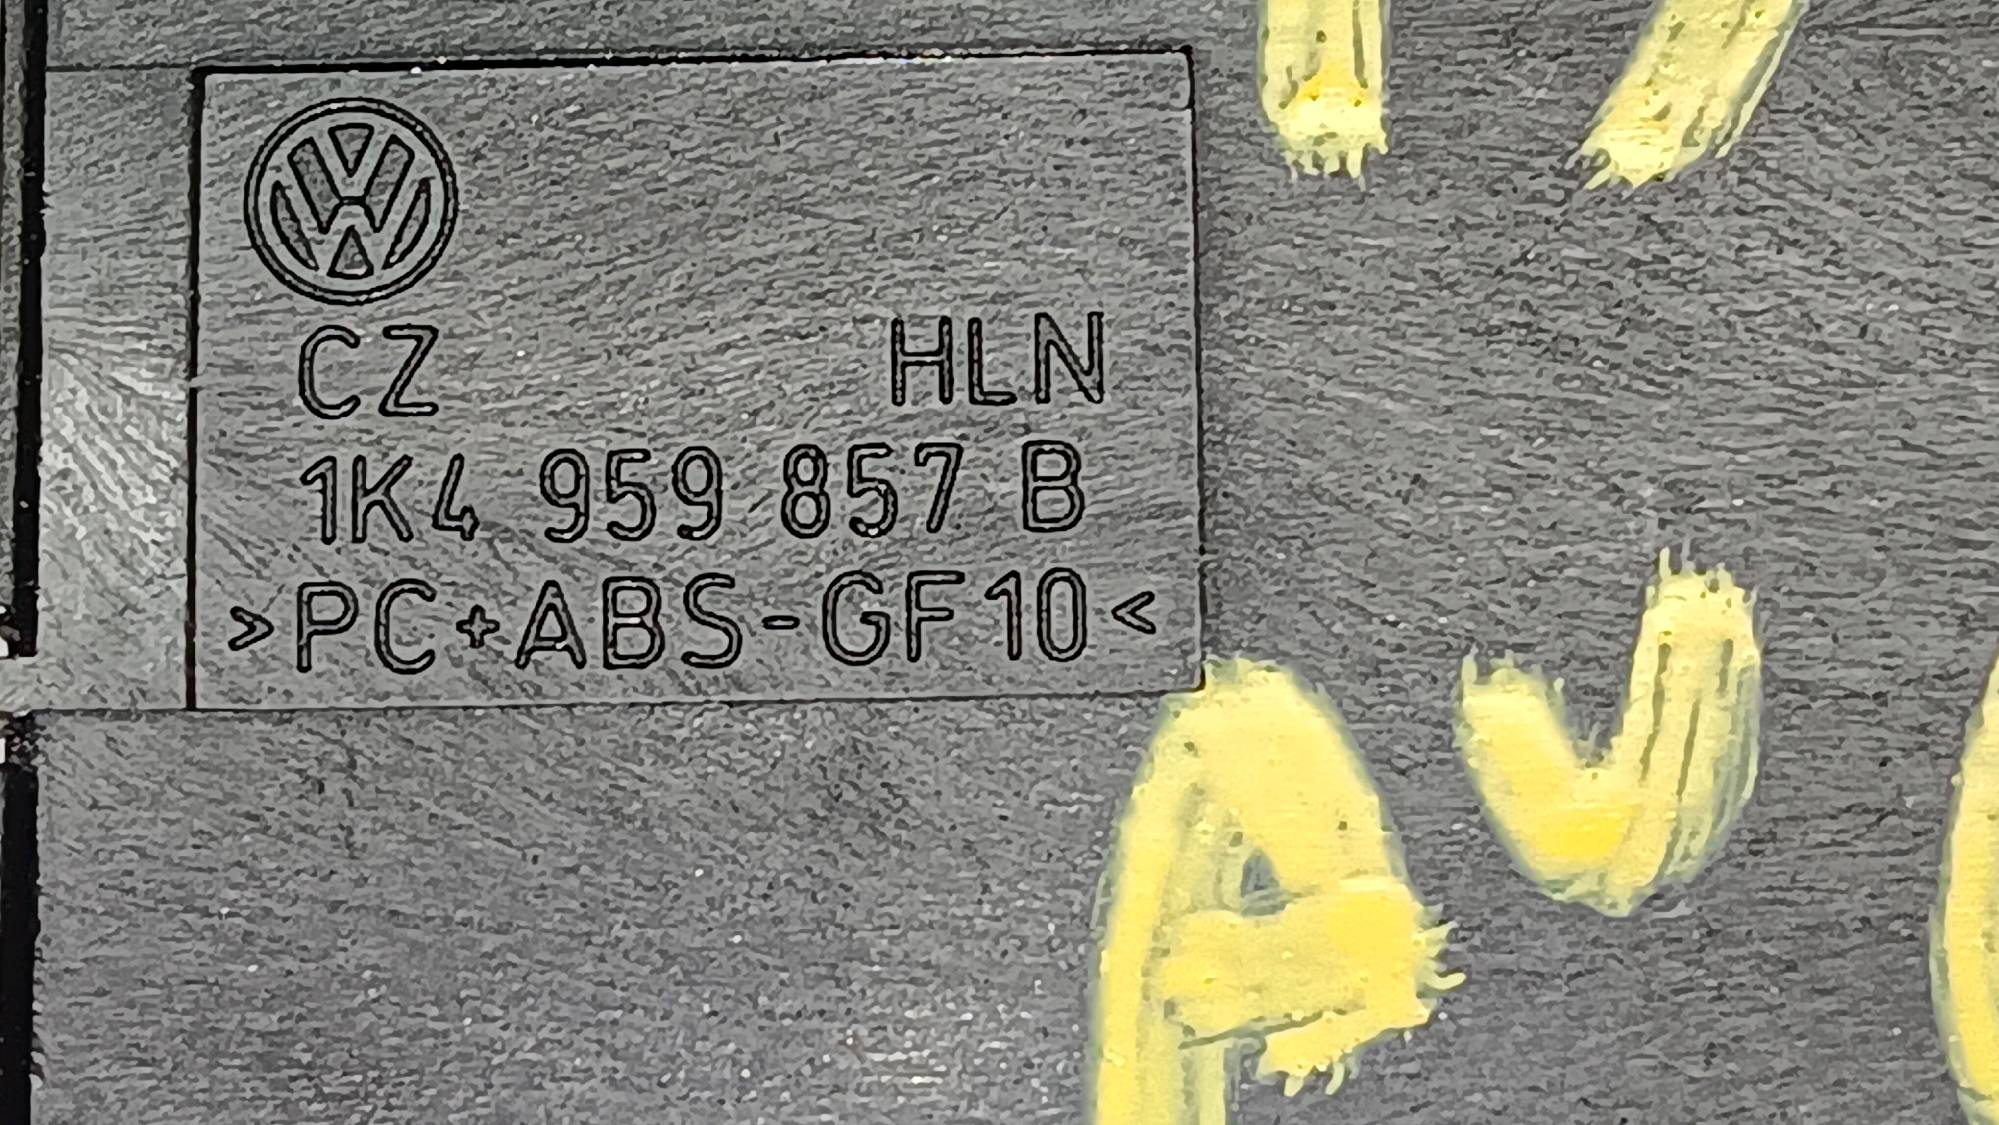 CZ HLN
1K4 959 857 B
>PC+ABS-GF10<